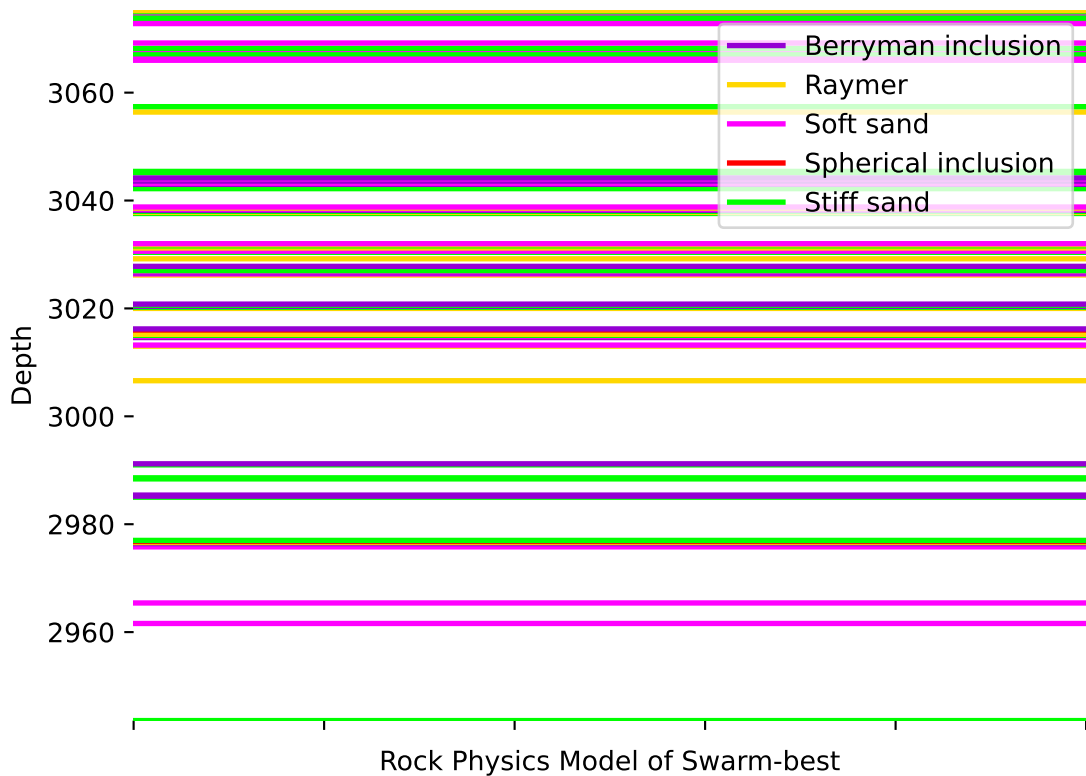 Berryman inclusion
Raymer
Soft sand
Spherical inclusion
Stiff sand
3060
3040
3020
3000
2980
2960
Depth
Rock Physics Model of Swarm-best